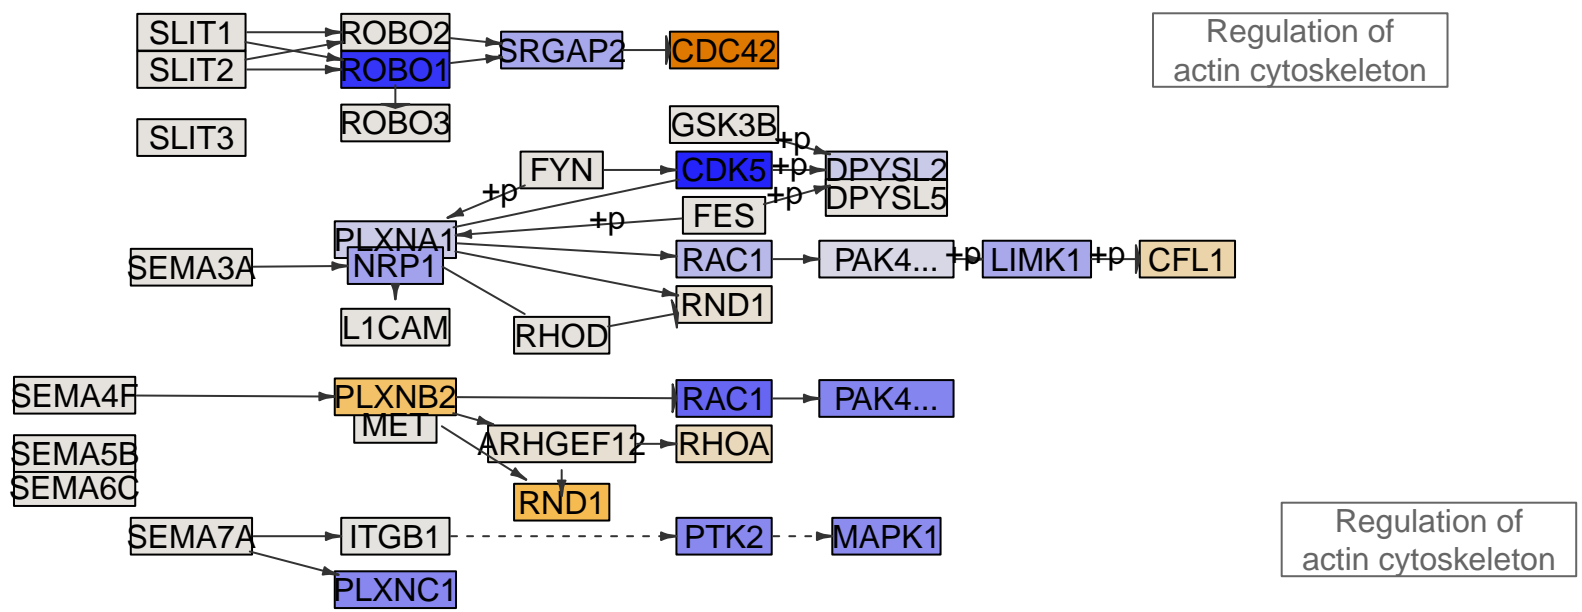 SLIT1
ROBO2
SRGAP2
CDC42
Regulation of
actin cytoskeleton
SLIT2
ROBO1
SLIT3
ROBO3
GSK3B
+p
FYN
CDK5
+p
DPYSL2
+p
+p
DPYSL5
FES
+p
PLXNA1
SEMA3A
NRP1
RAC1
PAK4...
+p
LIMK1
+p
CFL1
RND1
L1CAM
RHOD
SEMA4F
PLXNB2
RAC1
PAK4...
MET
ARHGEF12
RHOA
SEMA5B
SEMA6C
RND1
SEMA7A
ITGB1
PTK2
MAPK1
Regulation of
actin cytoskeleton
PLXNC1